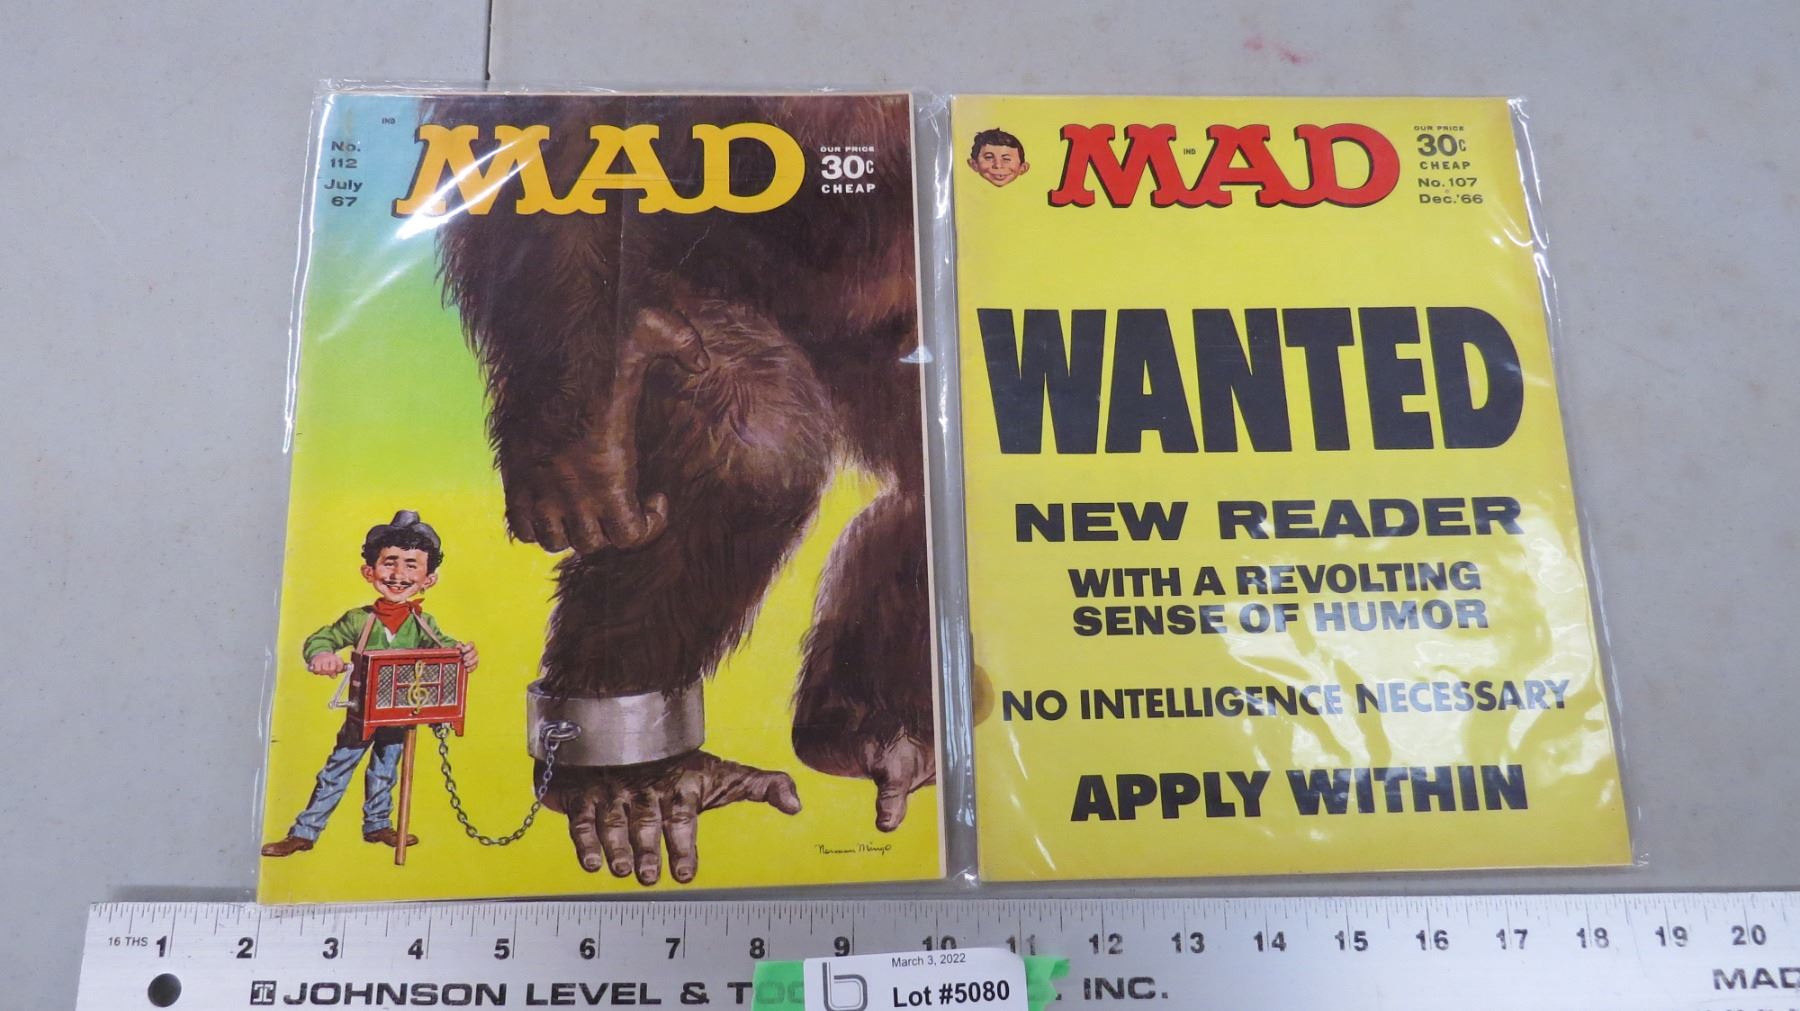 No.
112
July
67
IND
MAD
OUR PRICE
30¢
CHEAP
Norman Mingo
IND
MAD
OUR PRICE
30¢
CHEAP
No. 107
Dec. '66
WANTED
NEW READER
WITH A REVOLTING
SENSE OF HUMOR
NO INTELLIGENCE NECESSARY
APPLY WITHIN
16 THS 1 2 3 4 5 6 7 8 9 10 11 12 13 14 15 16 17 18 19 20
JOHNSON LEVEL & TOO INC.
MAD
b
March 3, 2022
Lot #5080